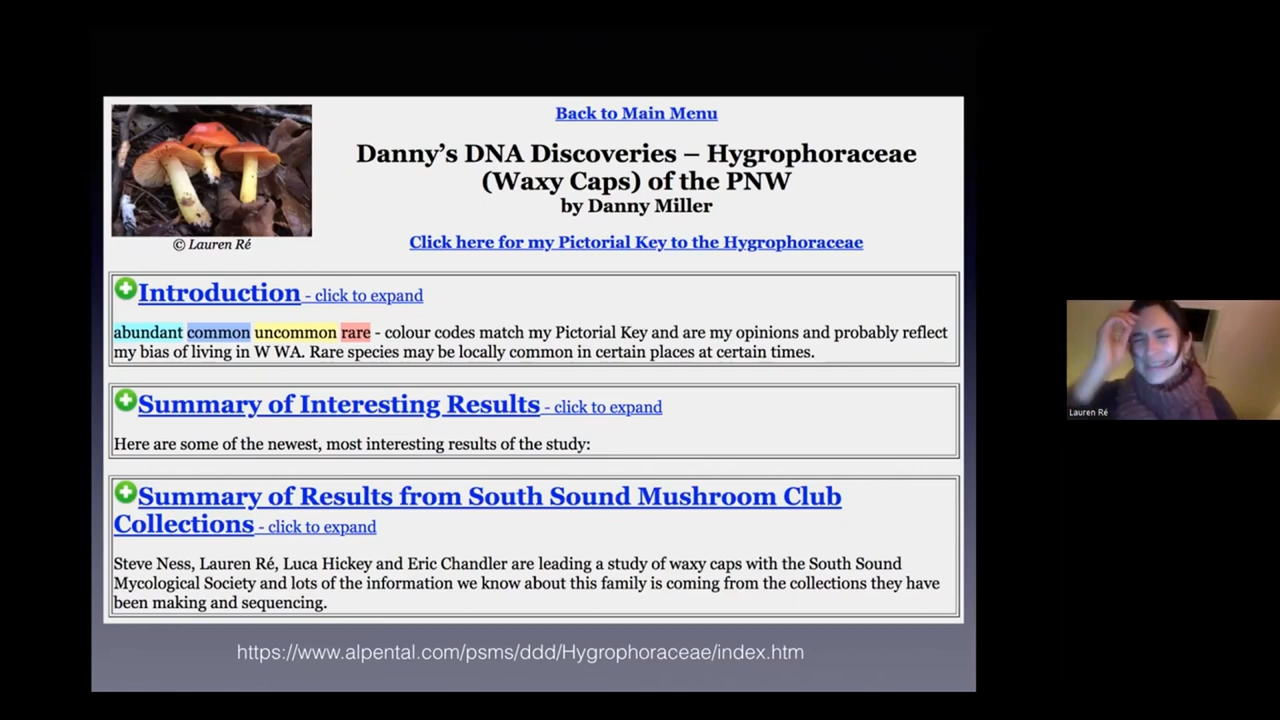 Back to Main Menu
Danny's DNA Discoveries – Hygrophoraceae
(Waxy Caps) of the PNW
by Danny Miller
© Lauren Ré
Click here for my Pictorial Key to the Hygrophoraceae
Introduction - click to expand
abundant common uncommon rare - colour codes match my Pictorial Key and are my opinions and probably reflect
my bias of living in W WA. Rare species may be locally common in certain places at certain times.
Summary of Interesting Results - click to expand
Here are some of the newest, most interesting results of the study:
Summary of Results from South Sound Mushroom Club
Collections - click to expand
Steve Ness, Lauren Ré, Luca Hickey and Eric Chandler are leading a study of waxy caps with the South Sound
Mycological Society and lots of the information we know about this family is coming from the collections they have
been making and sequencing.
https://www.alpental.com/psms/ddd/Hygrophoraceae/index.htm
Lauren Ré